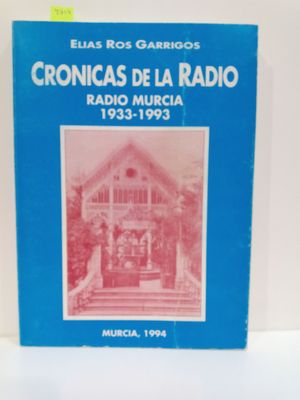 ELIAS ROS GARRIGOS
CRONICAS DE LA RADIO
RADIO MURCIA
1933-1993
MURCIA, 1994